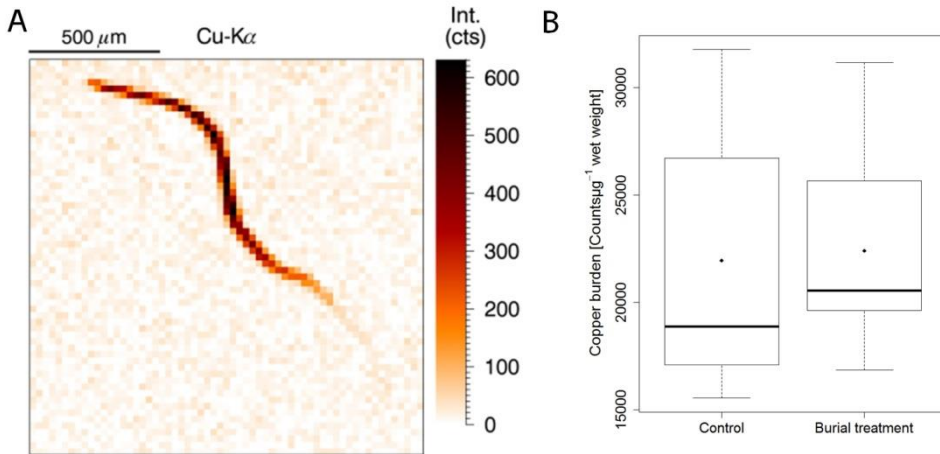 A
500 μm
Cu-Kα
Int.
(cts)
600
500
400
300
200
100
0
B
Copper burden [Countsμg⁻¹ wet weight]
30000
25000
20000
15000
Control
Burial treatment